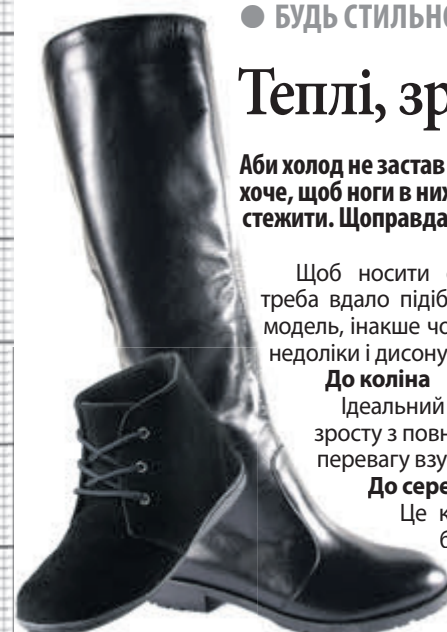 ● БУДЬ СТИЛЬНО
Теплі, зр
Аби холод не застав
хоче, щоб ноги в них
стежити. Щоправда
Щоб носити
треба вдало підіб
модель, інакше чо
недоліки і дисону
До коліна
Ідеальний
зросту з повн
перевагу взу
До сере
Це к
б